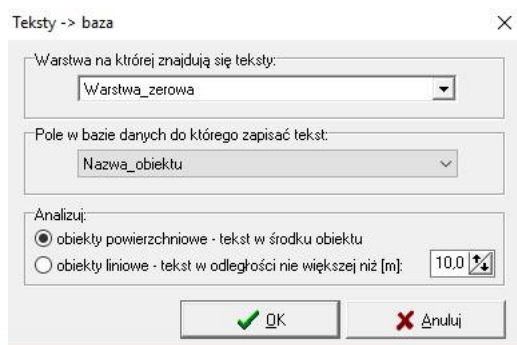 Teksty -> baza
Warstwa na ktrórej znajdują się teksty:
Warstwa_zerowa
Pole w bazie danych do którego zapisać tekst:
Nazwa_obiektu
Analizuj:
obiekty powierzchniowe - tekst w środku obiektu
obiekty liniowe - tekst w odległości nie większej niż [m]: 10,0
OK Anuluj